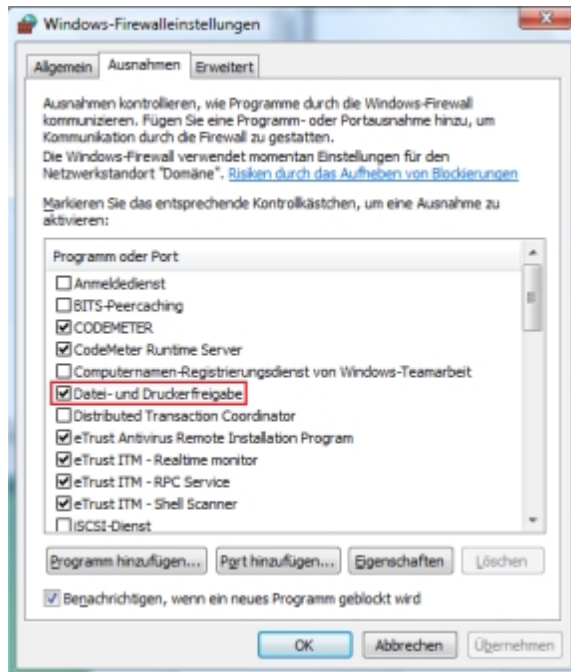 Windows-Firewalleinstellungen
Allgemein Ausnahmen Erweitert
Ausnahmen kontrollieren, wie Programme durch die Windows-Firewall
kommunizieren. Fügen Sie eine Programm- oder Portausnahme hinzu, um
Kommunikation durch die Firewall zu gestatten.
Die Windows-Firewall verwendet momentan Einstellungen für den
Netzwerkstandort "Domäne". Risiken durch das Aufheben von Blockierungen
Markieren Sie das entsprechende Kontrollkästchen, um eine Ausnahme zu
aktivieren:
Programm oder Port
Anmeldedienst
BITS-Peercaching
CODEMETER
CodeMeter Runtime Server
Computernamen-Registrierungsdienst von Windows-Teamarbeit
Datei- und Druckerfreigabe
Distributed Transaction Coordinator
eTrust Antivirus Remote Installation Program
eTrust ITM - Realtime monitor
eTrust ITM - RPC Service
eTrust ITM - Shell Scanner
iSCSI-Dienst
Programm hinzufügen... Port hinzufügen... Eigenschaften Löschen
Benachrichtigen, wenn ein neues Programm geblockt wird
OK Abbrechen Übernehmen